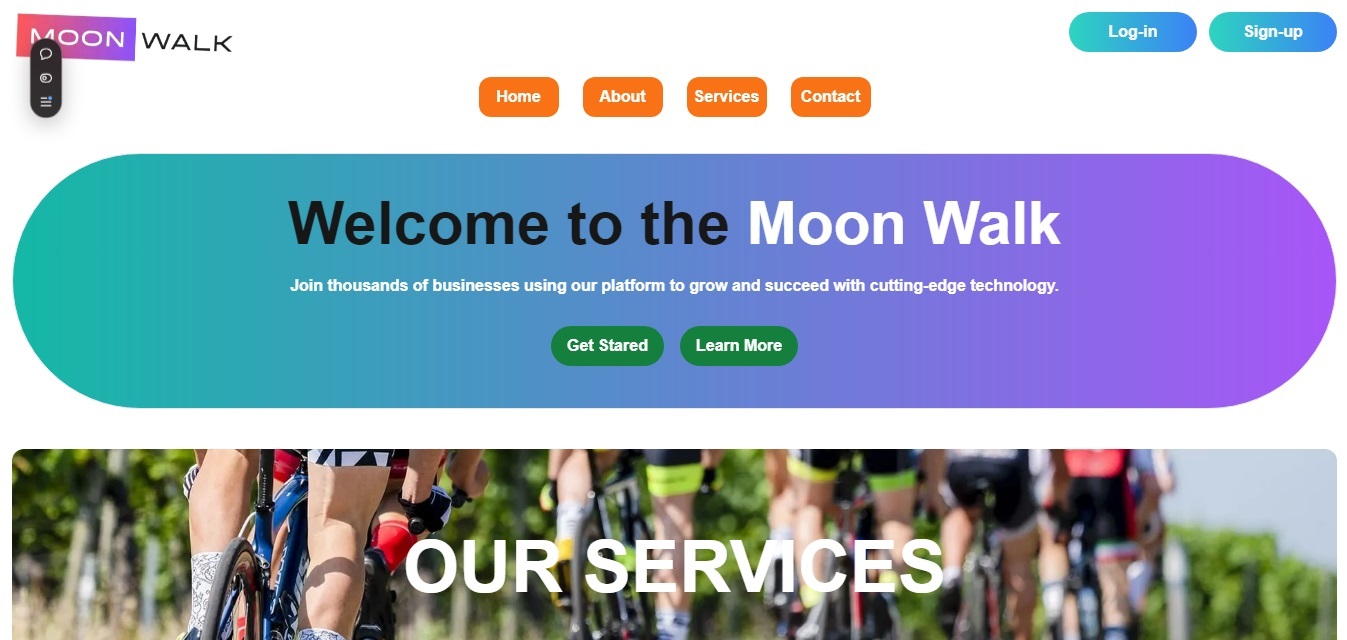 MOON WALK
Log-in
Sign-up
Home
About
Services
Contact
Welcome to the Moon Walk
Join thousands of businesses using our platform to grow and succeed with cutting-edge technology.
Get Stared
Learn More
OUR SERVICES